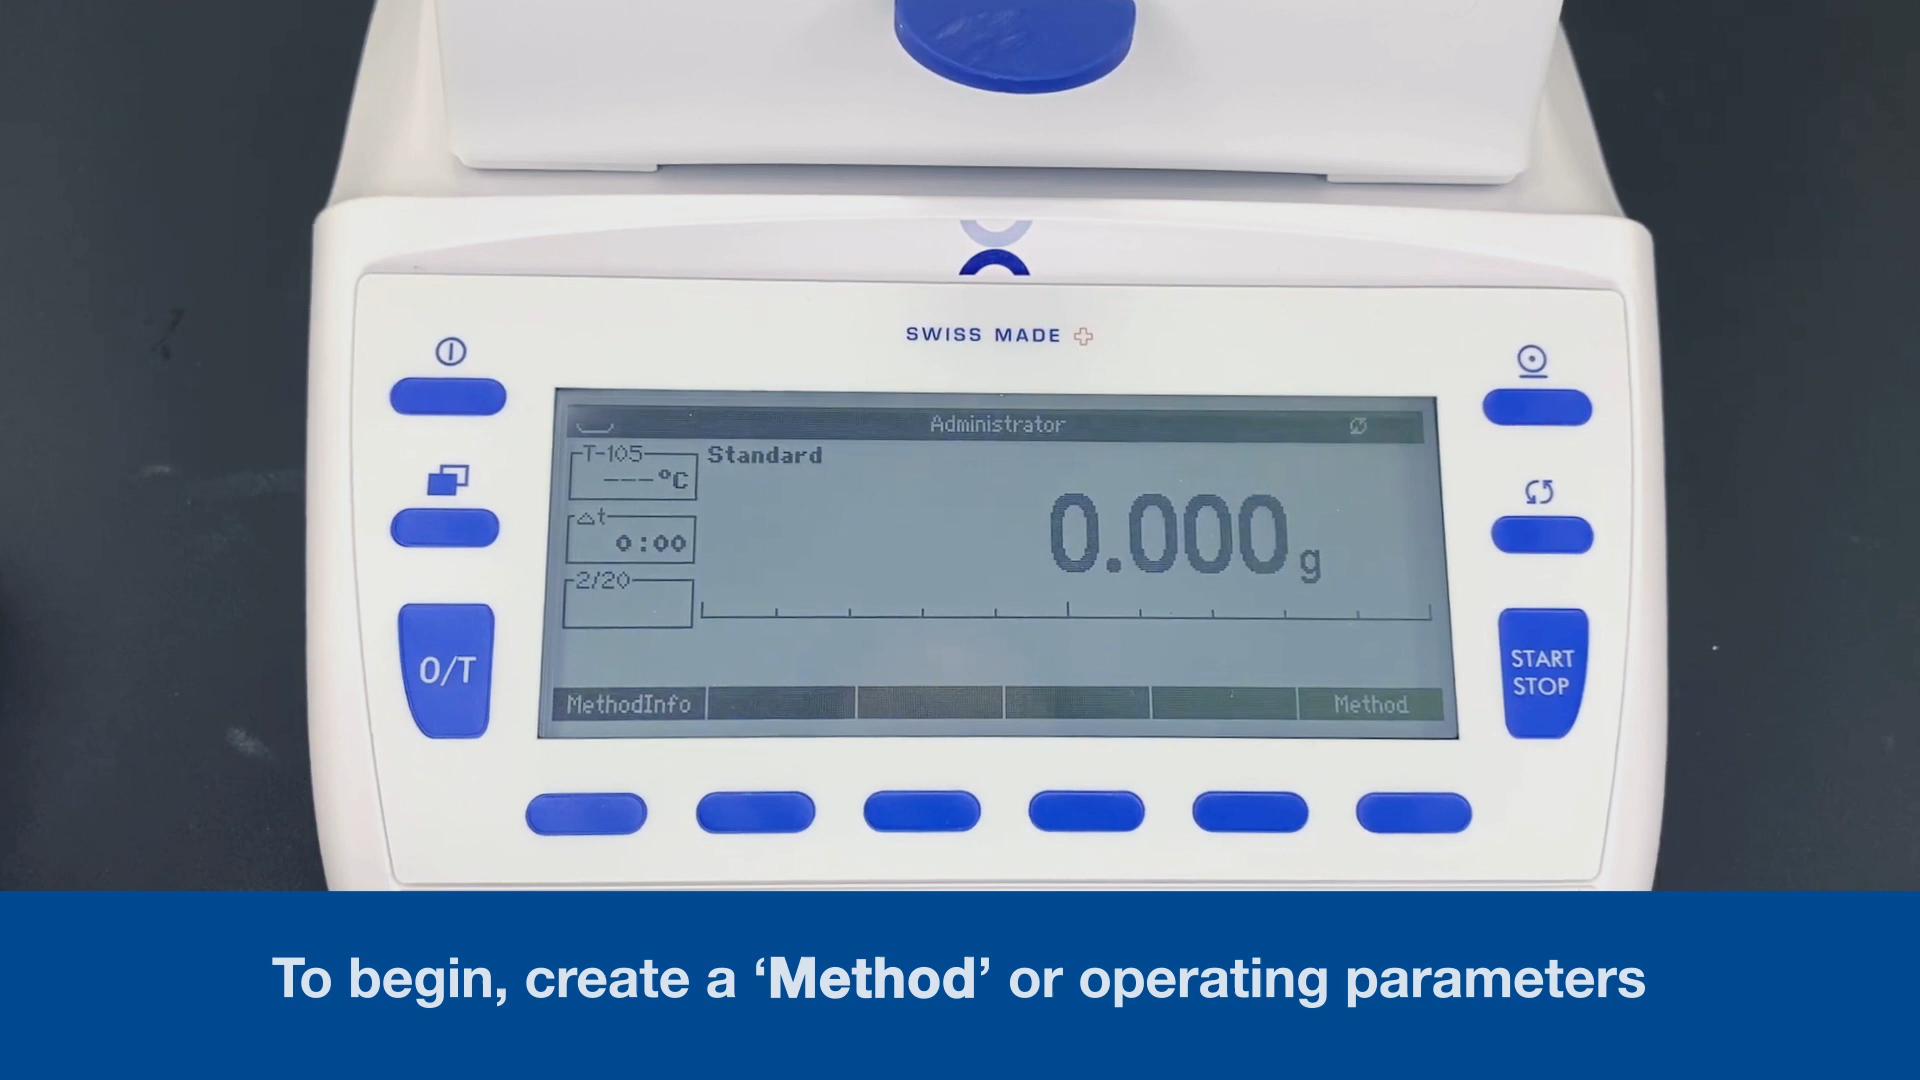 SWISS MADE
Administrator
T-105
Standard
---°C
0.000 g
△t
0:00
2/20
0/T
START
STOP
MethodInfo
Method
To begin, create a ‘Method’ or operating parameters